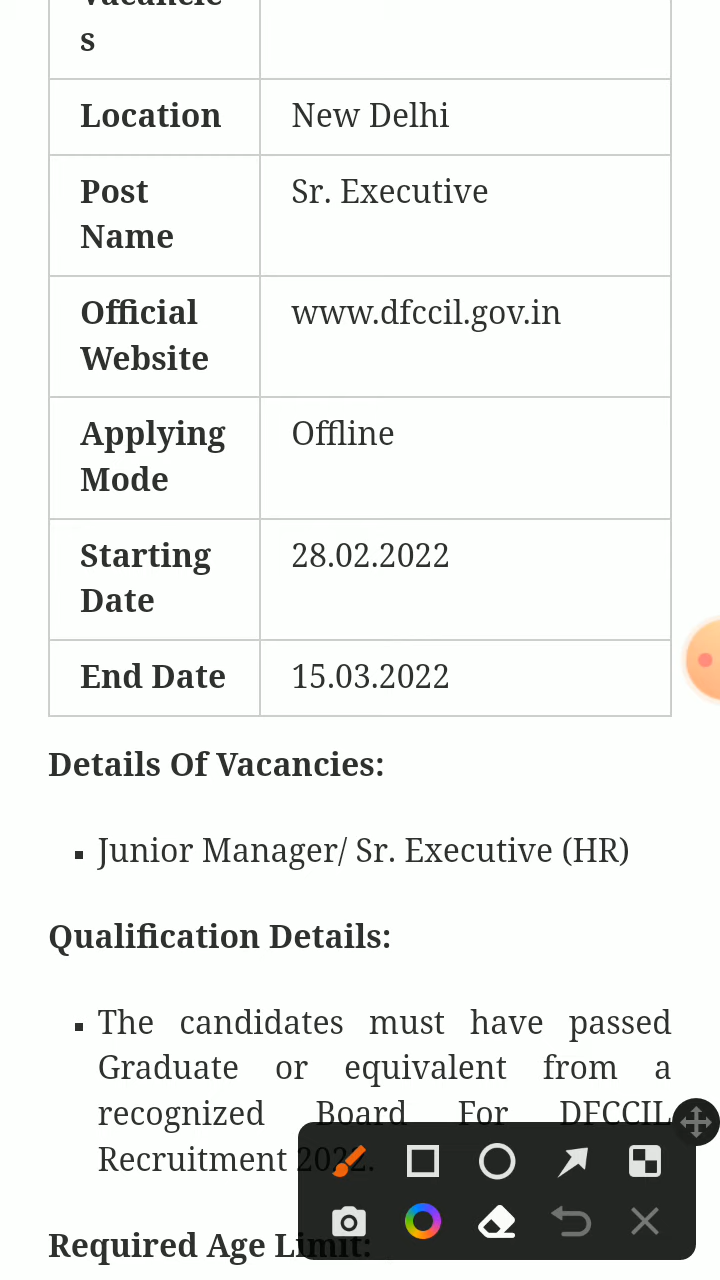 s
Location New Delhi
Post Sr. Executive
Name
Official www.dfccil.gov.in
Website
Applying Offline
Mode
Starting 28.02.2022
Date
End Date 15.03.2022
Details Of Vacancies:
▪ Junior Manager/ Sr. Executive (HR)
Qualification Details:
▪ The candidates must have passed
Graduate or equivalent from a
recognized Board For DFCCIL
Recruitment 2022.
Required Age Limit: